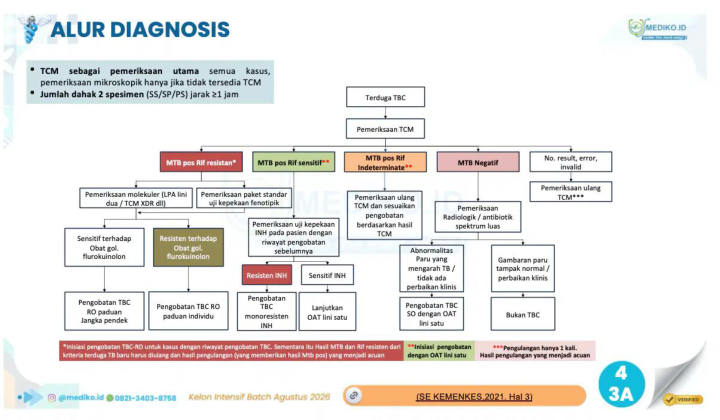 ALUR DIAGNOSIS
MEDIKO.ID
• TCM sebagai pemeriksaan utama semua kasus,
pemeriksaan mikroskopik hanya jika tidak tersedia TCM
• Jumlah dahak 2 spesimen (SS/SP/PS) jarak ≥1 jam
Terduga TBC
Pemeriksaan TCM
MTB pos Rif resistan*
MTB pos Rif sensitif**
MTB pos Rif
Indeterminate**
MTB Negatif
No. result, error,
invalid
Pemeriksaan molekuler (LPA lini
dua / TCM XDR dll)
Pemeriksaan paket standar
uji kepekaan fenotipik
Pemeriksaan ulang
TCM dan sesuaikan
pengobatan
berdasarkan hasil
TCM
Pemeriksaan
Radiologik / antibiotik
spektrum luas
Pemeriksaan ulang
TCM***
Sensitif terhadap
Obat gol.
flurokuinolon
Resisten terhadap
Obat gol.
flurokuinolon
Pemeriksaan uji kepekaan
INH pada pasien dengan
riwayat pengobatan
sebelumnya
Abnormalitas
Paru yang
mengarah TB /
tidak ada
perbaikan klinis
Gambaran paru
tampak normal /
perbaikan klinis
Resisten INH
Sensitif INH
Pengobatan TBC
RO paduan
Jangka pendek
Pengobatan TBC RO
paduan individu
Pengobatan
TBC
monoresisten
INH
Lanjutkan
OAT lini satu
Pengobatan TBC
SO dengan OAT
lini satu
Bukan TBC
*Inisiasi pengobatan TBC-RO untuk kasus dengan riwayat pengobatan TBC. Sementara itu Hasil MTB dan Rif resisten dari
kriteria terduga TB baru harus diulang dan hasil pengulangan (yang memberikan hasil Mtb pos) yang menjadi acuan
**Inisiasi pengobatan
dengan OAT lini satu
***Pengulangan hanya 1 kali.
Hasil pengulangan yang menjadi acuan
4
3A
@mediko.id 0821-3403-8758
Kelon Intensif Batch Agustus 2026
(SE KEMENKES,2021. Hal 3)
VERIFIED